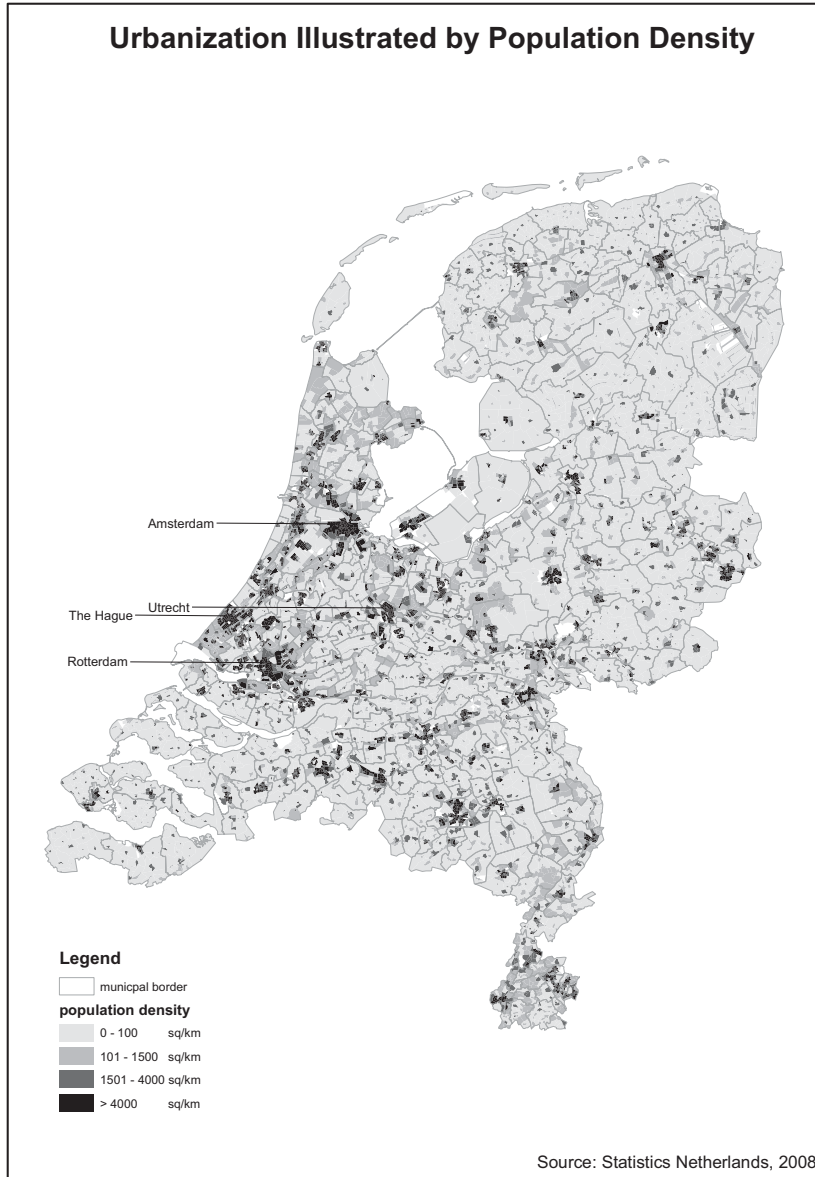 Urbanization Illustrated by Population Density
Amsterdam
Utrecht
The Hague
Rotterdam
Legend
municpal border
population density
0 - 100 sq/km
101 - 1500 sq/km
1501 - 4000 sq/km
> 4000 sq/km
Source: Statistics Netherlands, 2008